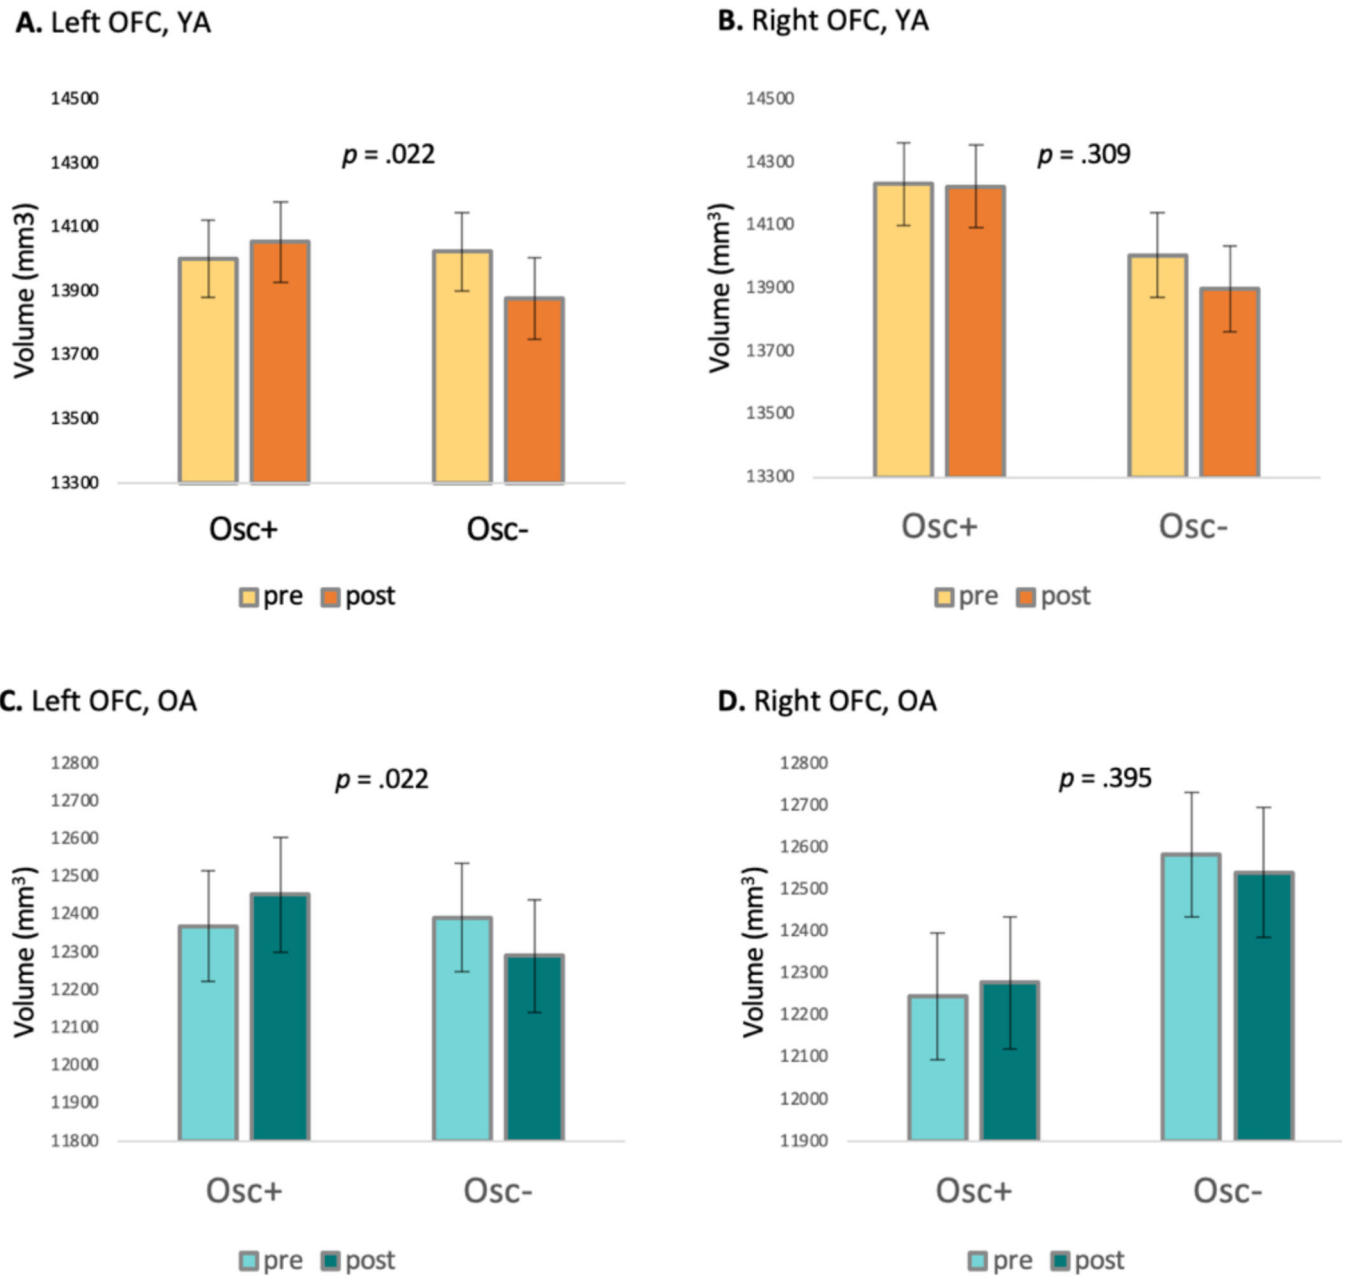 A. Left OFC, YA
14500
14300
14100
13900
13700
13500
13300
Volume (mm3)
p = .022
Osc+ Osc-
pre post
B. Right OFC, YA
14500
14300
14100
13900
13700
13500
13300
Volume (mm³)
p = .309
Osc+ Osc-
pre post
C. Left OFC, OA
12800
12700
12600
12500
12400
12300
12200
12100
12000
11900
11800
Volume (mm³)
p = .022
Osc+ Osc-
pre post
D. Right OFC, OA
12800
12700
12600
12500
12400
12300
12200
12100
12000
11900
Volume (mm³)
p = .395
Osc+ Osc-
pre post